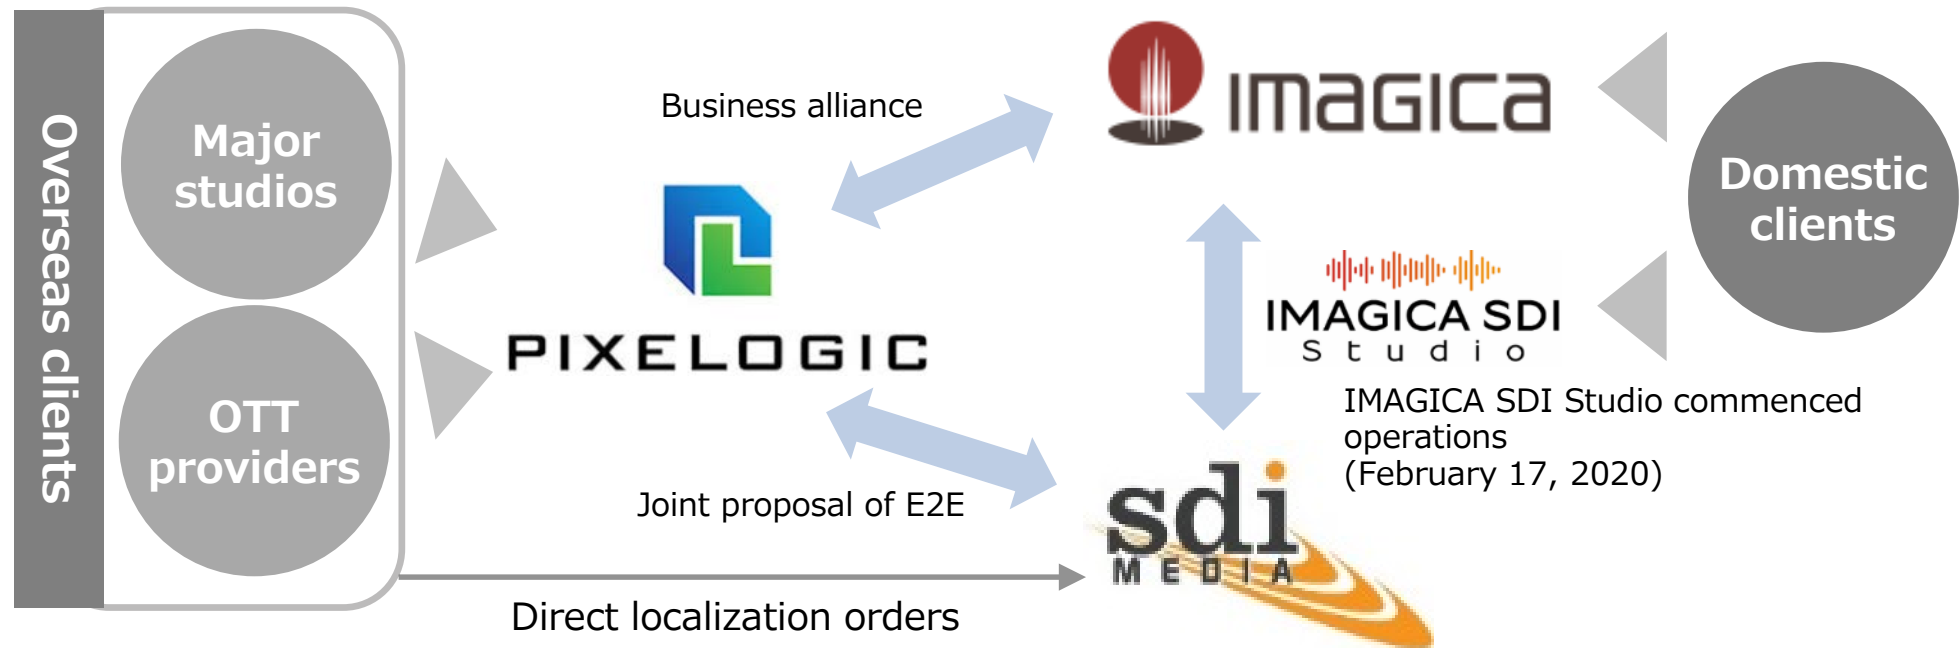 Overseas clients
Major
studios
OTT
providers
Business alliance
PIXELOGIC
Joint proposal of E2E
Direct localization orders
IMAGICA
IMAGICA SDI
Studio
IMAGICA SDI Studio commenced
operations
(February 17, 2020)
sdi
MEDIA
Domestic
clients